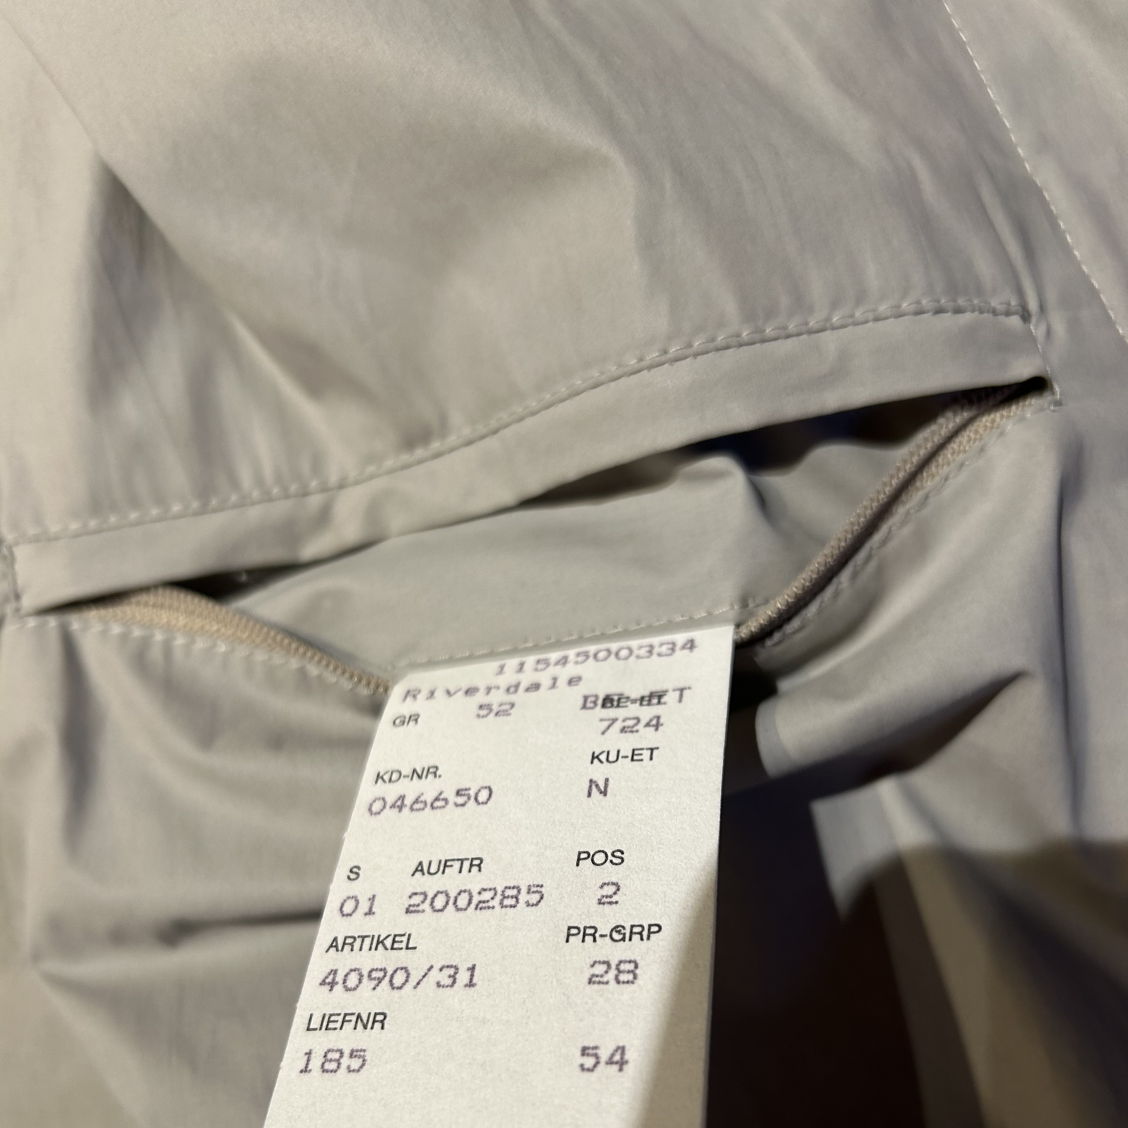 1154500334
Riverdale
GR 52
724
KD-NR. KU-ET
046650 N
S AUFTR POS
01 200285 2
ARTIKEL PR-GRP
4090/31 28
LIEFNR
185 54